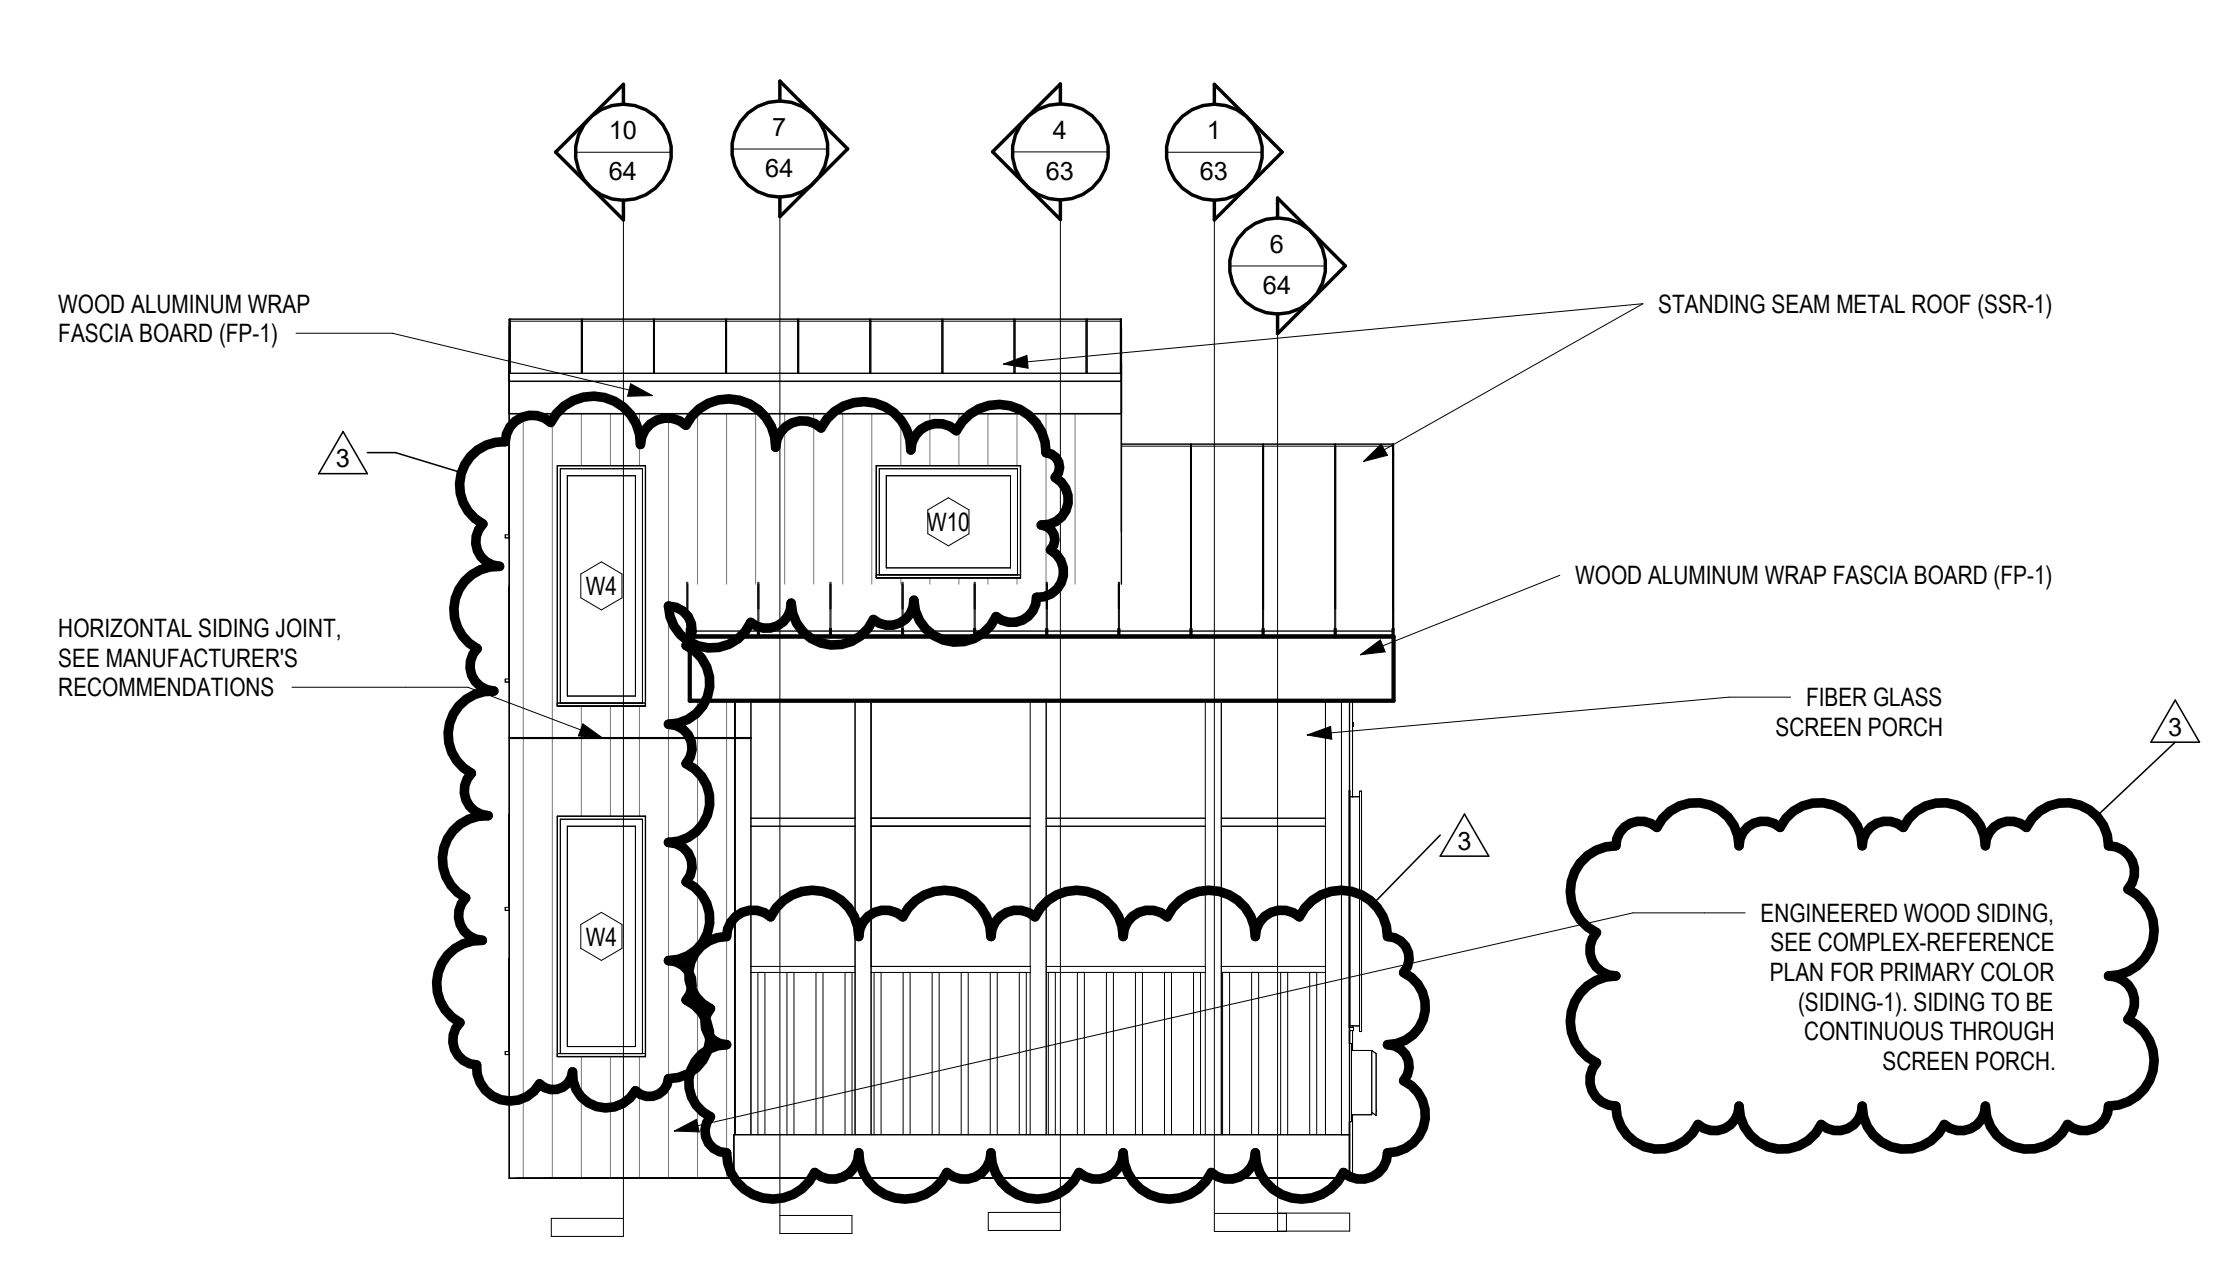 10
64
7
64
4
63
1
63
6
64
WOOD ALUMINUM WRAP
FASCIA BOARD (FP-1)
STANDING SEAM METAL ROOF (SSR-1)
3
W10
W4
WOOD ALUMINUM WRAP FASCIA BOARD (FP-1)
HORIZONTAL SIDING JOINT,
SEE MANUFACTURER'S
RECOMMENDATIONS
FIBER GLASS
SCREEN PORCH
3
3
W4
ENGINEERED WOOD SIDING,
SEE COMPLEX-REFERENCE
PLAN FOR PRIMARY COLOR
(SIDING-1). SIDING TO BE
CONTINUOUS THROUGH
SCREEN PORCH.